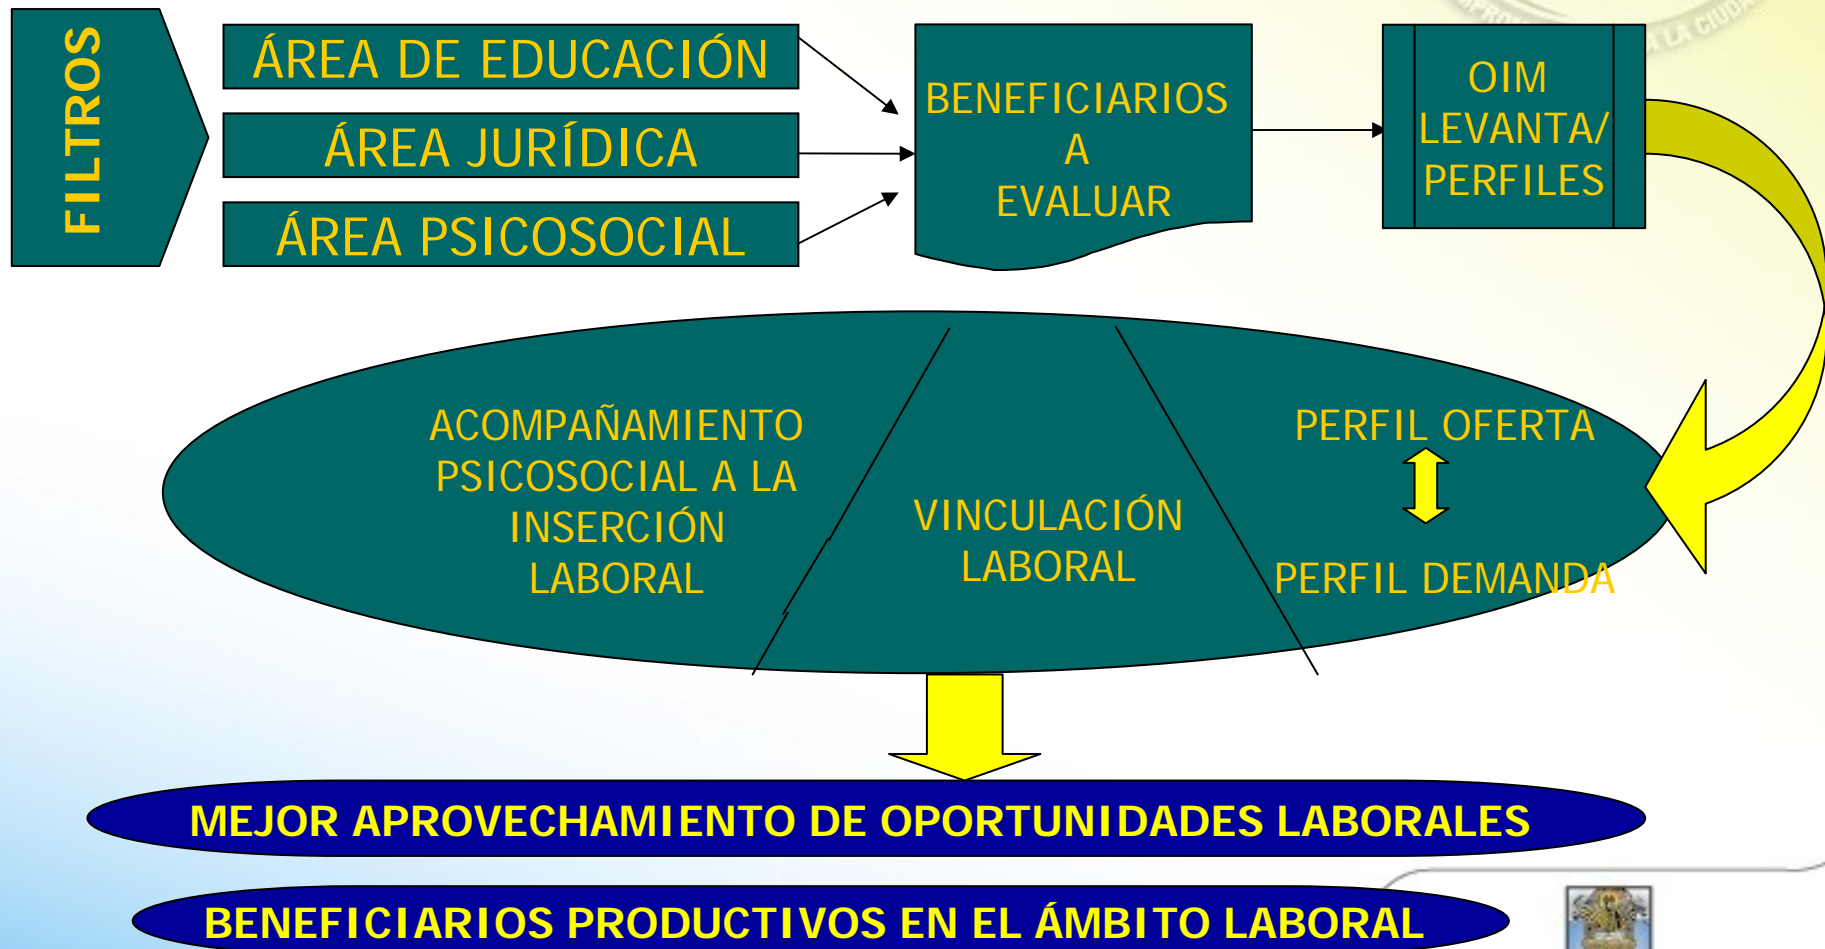 FILTROS
ÁREA DE EDUCACIÓN
ÁREA JURÍDICA
ÁREA PSICOSOCIAL
BENEFICIARIOS
A
EVALUAR
OIM
LEVANTA/
PERFILES
ACOMPAÑAMIENTO
PSICOSOCIAL A LA
INSERCIÓN
LABORAL
VINCULACIÓN
LABORAL
PERFIL OFERTA
PERFIL DEMANDA
MEJOR APROVECHAMIENTO DE OPORTUNIDADES LABORALES
BENEFICIARIOS PRODUCTIVOS EN EL ÁMBITO LABORAL
A LA